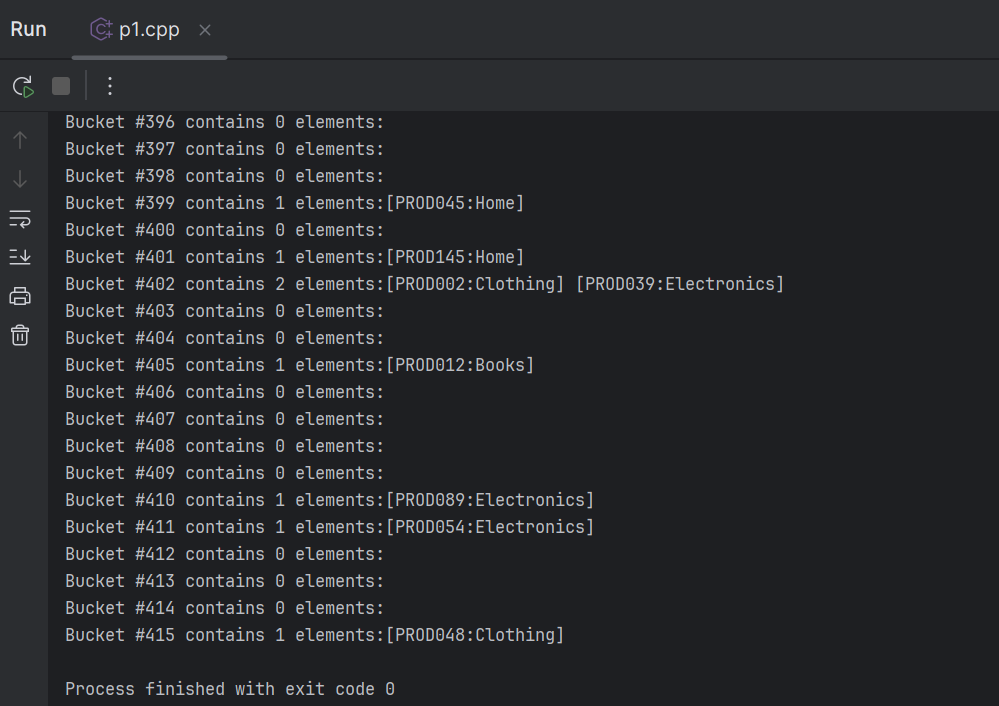 Run p1.cpp
Bucket #396 contains 0 elements:
Bucket #397 contains 0 elements:
Bucket #398 contains 0 elements:
Bucket #399 contains 1 elements:[PROD045:Home]
Bucket #400 contains 0 elements:
Bucket #401 contains 1 elements:[PROD145:Home]
Bucket #402 contains 2 elements:[PROD002:Clothing] [PROD039:Electronics]
Bucket #403 contains 0 elements:
Bucket #404 contains 0 elements:
Bucket #405 contains 1 elements:[PROD012:Books]
Bucket #406 contains 0 elements:
Bucket #407 contains 0 elements:
Bucket #408 contains 0 elements:
Bucket #409 contains 0 elements:
Bucket #410 contains 1 elements:[PROD089:Electronics]
Bucket #411 contains 1 elements:[PROD054:Electronics]
Bucket #412 contains 0 elements:
Bucket #413 contains 0 elements:
Bucket #414 contains 0 elements:
Bucket #415 contains 1 elements:[PROD048:Clothing]
Process finished with exit code 0